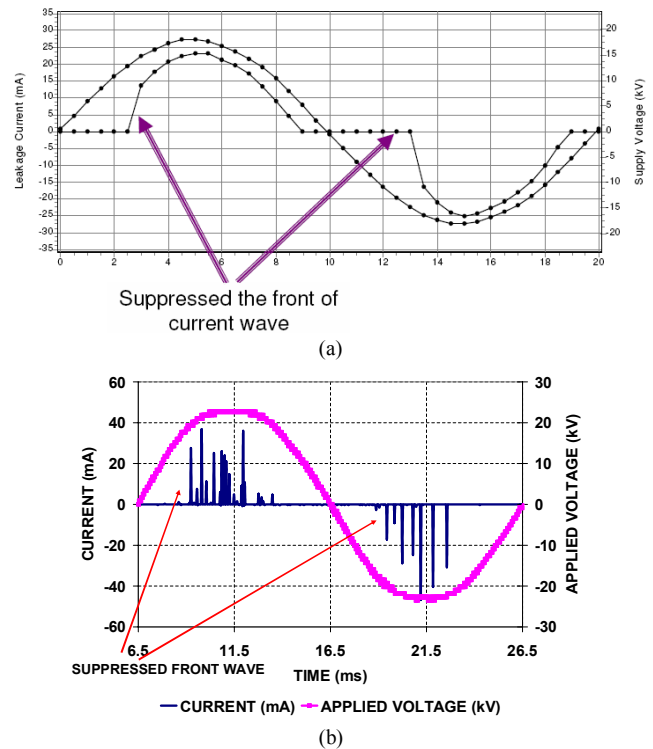 35
30
25
20
15
10
5
0
-5
-10
-15
-20
-25
-30
-35
Leakage Current (mA)
20
15
10
5
0
-5
-10
-15
-20
Supply Voltage (kV)
0 2 4 6 8 10 12 14 16 18 20
Suppressed the front of
current wave
(a)
60
40
20
0
-20
-40
-60
CURRENT (mA)
30
20
10
0
-10
-20
-30
APPLIED VOLTAGE (kV)
6.5 11.5 16.5 21.5 26.5
SUPPRESSED FRONT WAVE
TIME (ms)
CURRENT (mA) APPLIED VOLTAGE (kV)
(b)